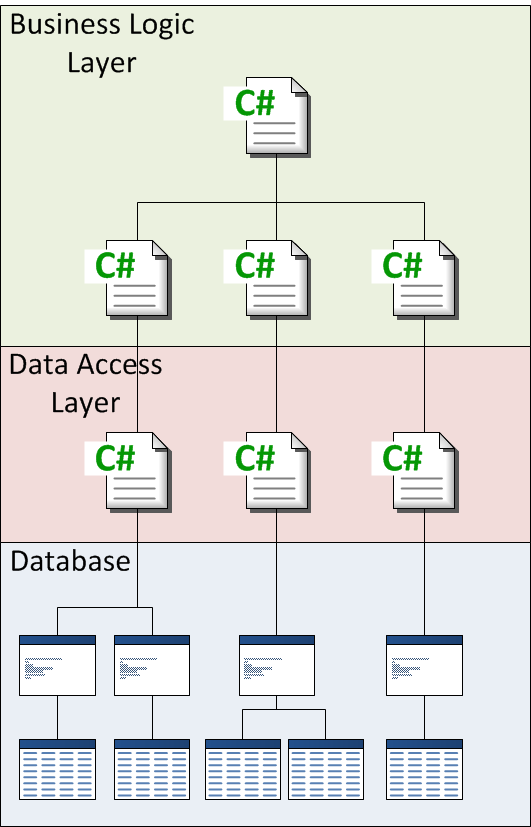 Business Logic
Layer
C#
C#
C#
C#
Data Access
Layer
C#
C#
C#
Database